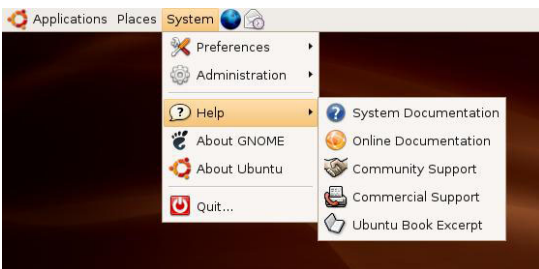 Applications Places System
Preferences
Administration
Help
About GNOME
About Ubuntu
Quit...
System Documentation
Online Documentation
Community Support
Commercial Support
Ubuntu Book Excerpt